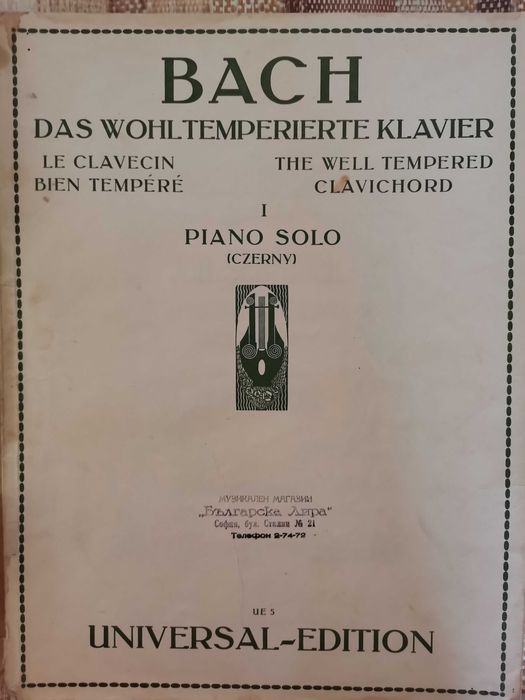 BACH
DAS WOHLTEMPERIERTE KLAVIER
LE CLAVECIN
BIEN TEMPÉRÉ
THE WELL TEMPERED
CLAVICHORD
I
PIANO SOLO
(CZERNY)
МУЗИКАЛЕН МАГАЗИН
„Българска Лира"
София, бул. Сталин № 21
Телефон 2-74-72
UE 5
UNIVERSAL-EDITION